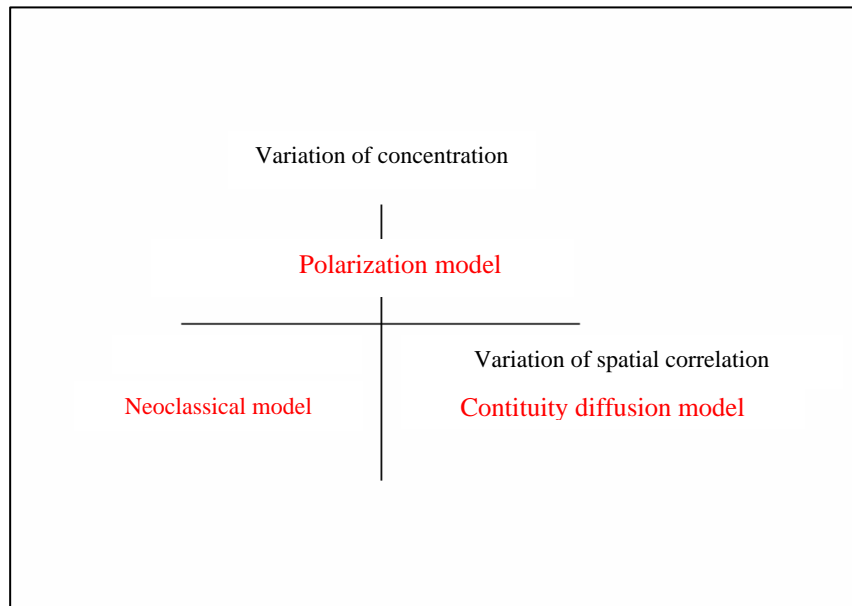 Variation of concentration
Polarization model
Variation of spatial correlation
Neoclassical model
Contituity diffusion model